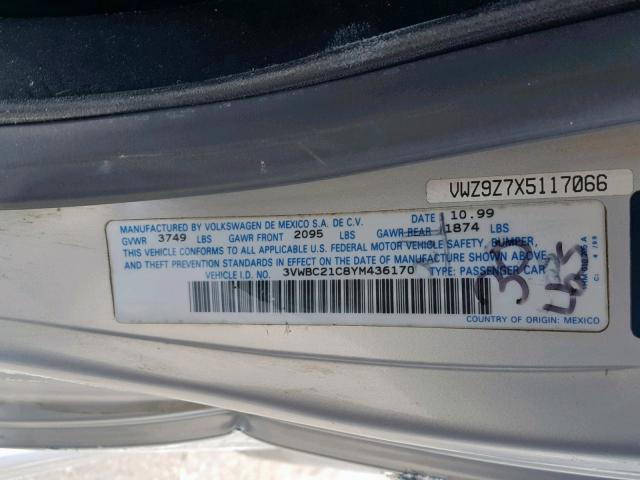 VWZ9Z7X5117066
MANUFACTURED BY VOLKSWAGEN DE MEXICO S.A. DE C.V. DATE 10.99
GVWR 3749 LBS GAWR FRONT 2095 LBS GAWR REAR 1874 LBS
THIS VEHICLE CONFORMS TO ALL APPLICABLE U.S. FEDERAL MOTOR VEHICLE SAFETY, BUMPER,
AND THEFT PREVENTION STANDARDS IN EFFECT ON THE DATE OF MANUFACTURE SHOWN ABOVE.
VEHICLE I.D. NO. 3VWBC21C8YM436170 TYPE: PASSENGER CAR
COUNTRY OF ORIGIN: MEXICO